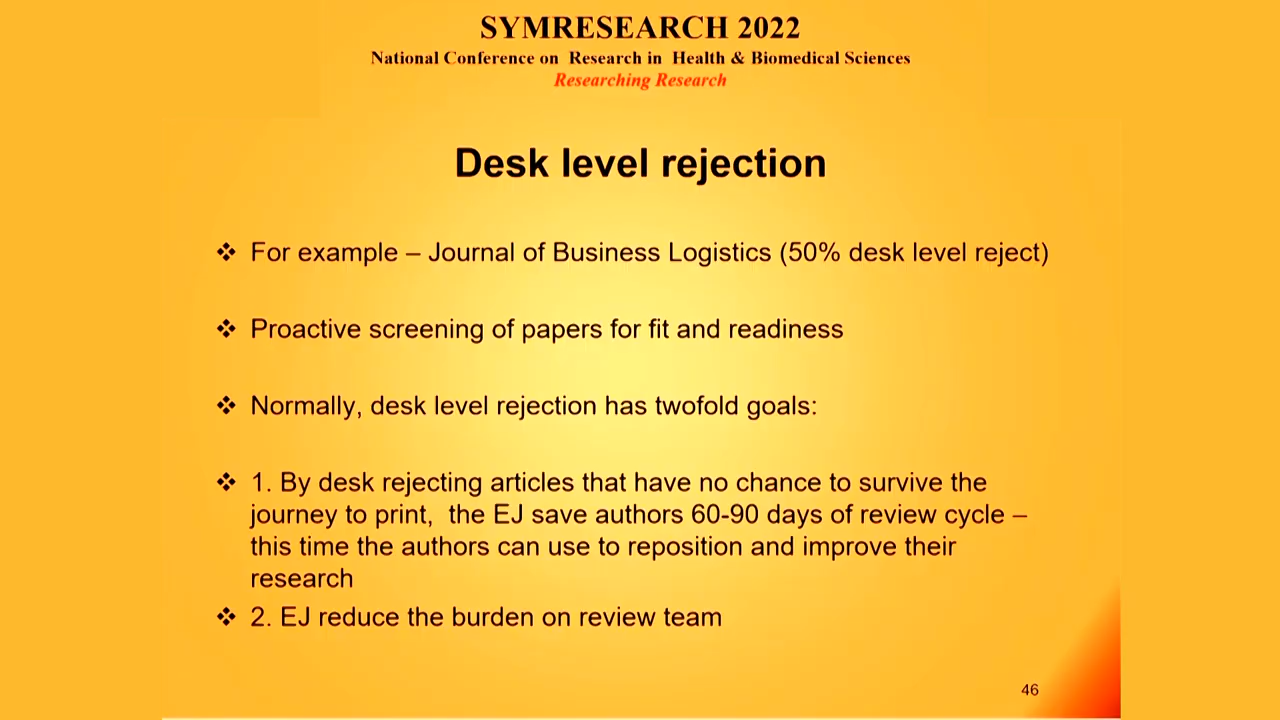 SYMRESEARCH 2022
National Conference on Research in Health & Biomedical Sciences
Researching Research
Desk level rejection
❖ For example – Journal of Business Logistics (50% desk level reject)
❖ Proactive screening of papers for fit and readiness
❖ Normally, desk level rejection has twofold goals:
❖ 1. By desk rejecting articles that have no chance to survive the
journey to print, the EJ save authors 60-90 days of review cycle –
this time the authors can use to reposition and improve their
research
❖ 2. EJ reduce the burden on review team
46